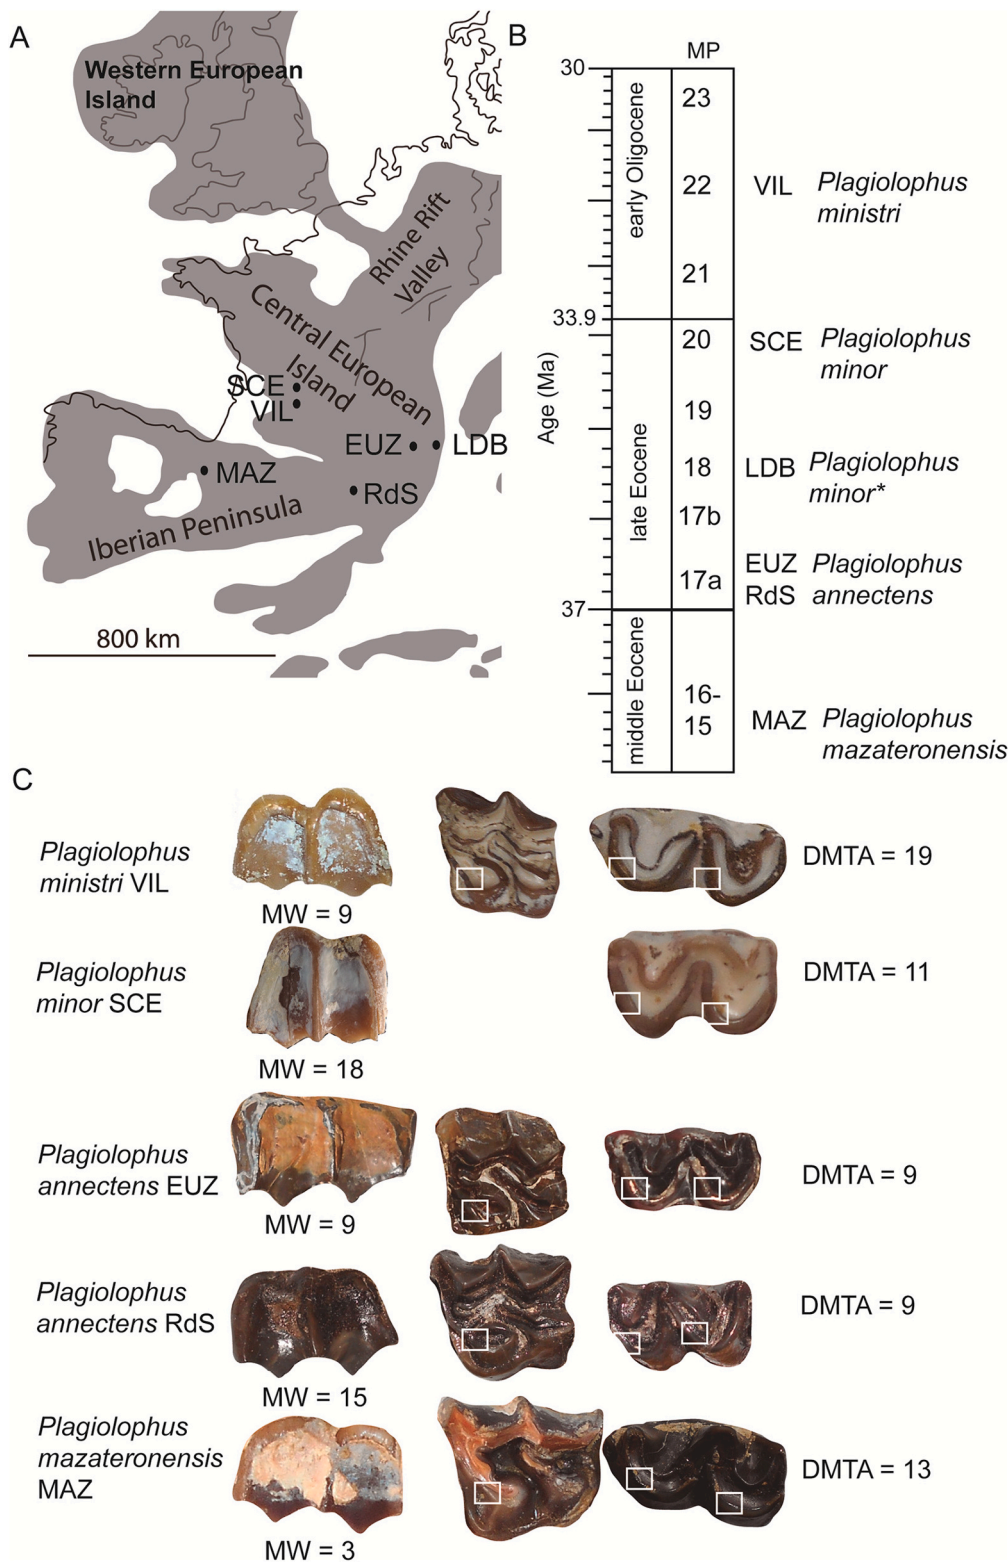 A
Western European
Island
Rhine Rift
Valley
Central European
Island
SCE
VIL
EUZ
LDB
MAZ
RdS
Iberian Peninsula
800 km
B
MP
30
33.9
37
Age (Ma)
early Oligocene
late Eocene
middle Eocene
23
22
21
20
19
18
17b
17a
16-
15
VIL
Plagiolophus
ministri
SCE
Plagiolophus
minor
LDB
Plagiolophus
minor*
EUZ
RdS
Plagiolophus
annectens
MAZ
Plagiolophus
mazateronensis
C
Plagiolophus
ministri VIL
MW = 9
DMTA = 19
Plagiolophus
minor SCE
MW = 18
DMTA = 11
Plagiolophus
annectens EUZ
MW = 9
DMTA = 9
Plagiolophus
annectens RdS
MW = 15
DMTA = 9
Plagiolophus
mazateronensis
MAZ
MW = 3
DMTA = 13